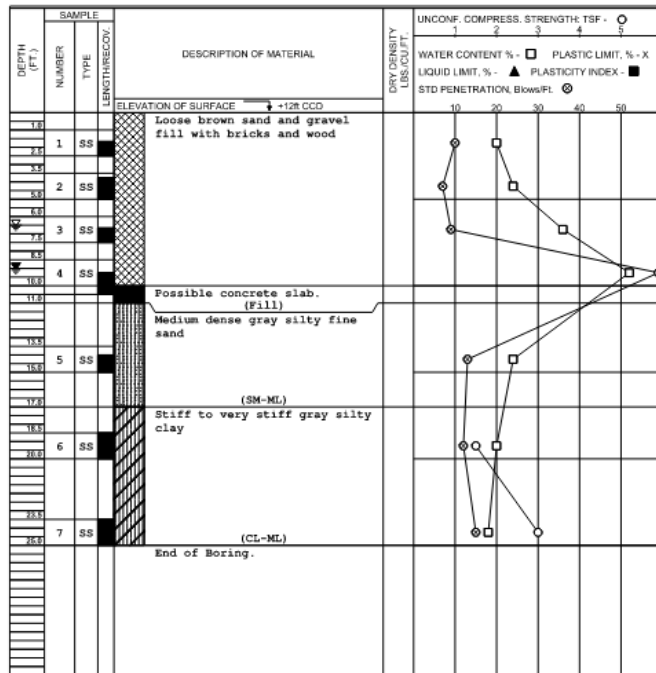 SAMPLE
DEPTH (FT.)
NUMBER
TYPE
LENGTH/RECOV.
DESCRIPTION OF MATERIAL
ELEVATION OF SURFACE +12ft CCD
DRY DENSITY LBS./CU.FT.
UNCONF. COMPRESS. STRENGTH: TSF -
1 2 3 4 5
WATER CONTENT % - PLASTIC LIMIT, % - X
LIQUID LIMIT, % - PLASTICITY INDEX -
STD PENETRATION, Blows/Ft.
10 20 30 40 50
Loose brown sand and gravel
fill with bricks and wood
1.0
1 SS
2.5
3.5
2 SS
5.0
6.0
3 SS
7.5
8.5
4 SS
10.0
Possible concrete slab.
11.0
(Fill)
Medium dense gray silty fine
sand
13.5
5 SS
15.0
(SM-ML)
17.0
Stiff to very stiff gray silty
clay
18.5
6 SS
20.0
23.5
7 SS
(CL-ML)
25.0
End of Boring.